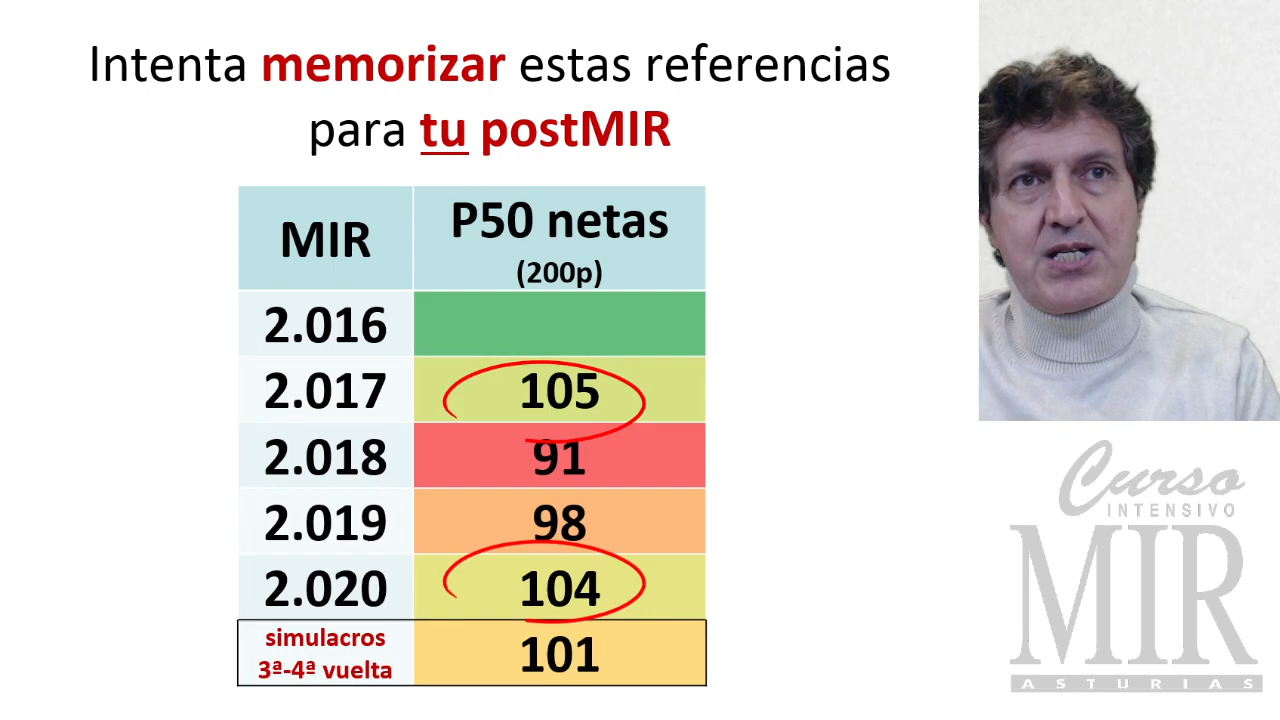 Intenta memorizar estas referencias
para tu postMIR
MIR
P50 netas
(200p)
2.016
2.017
105
2.018
91
2.019
98
2.020
104
simulacros
3ª-4ª vuelta
101
Curso
INTENSIVO
MIR
ASTURIAS